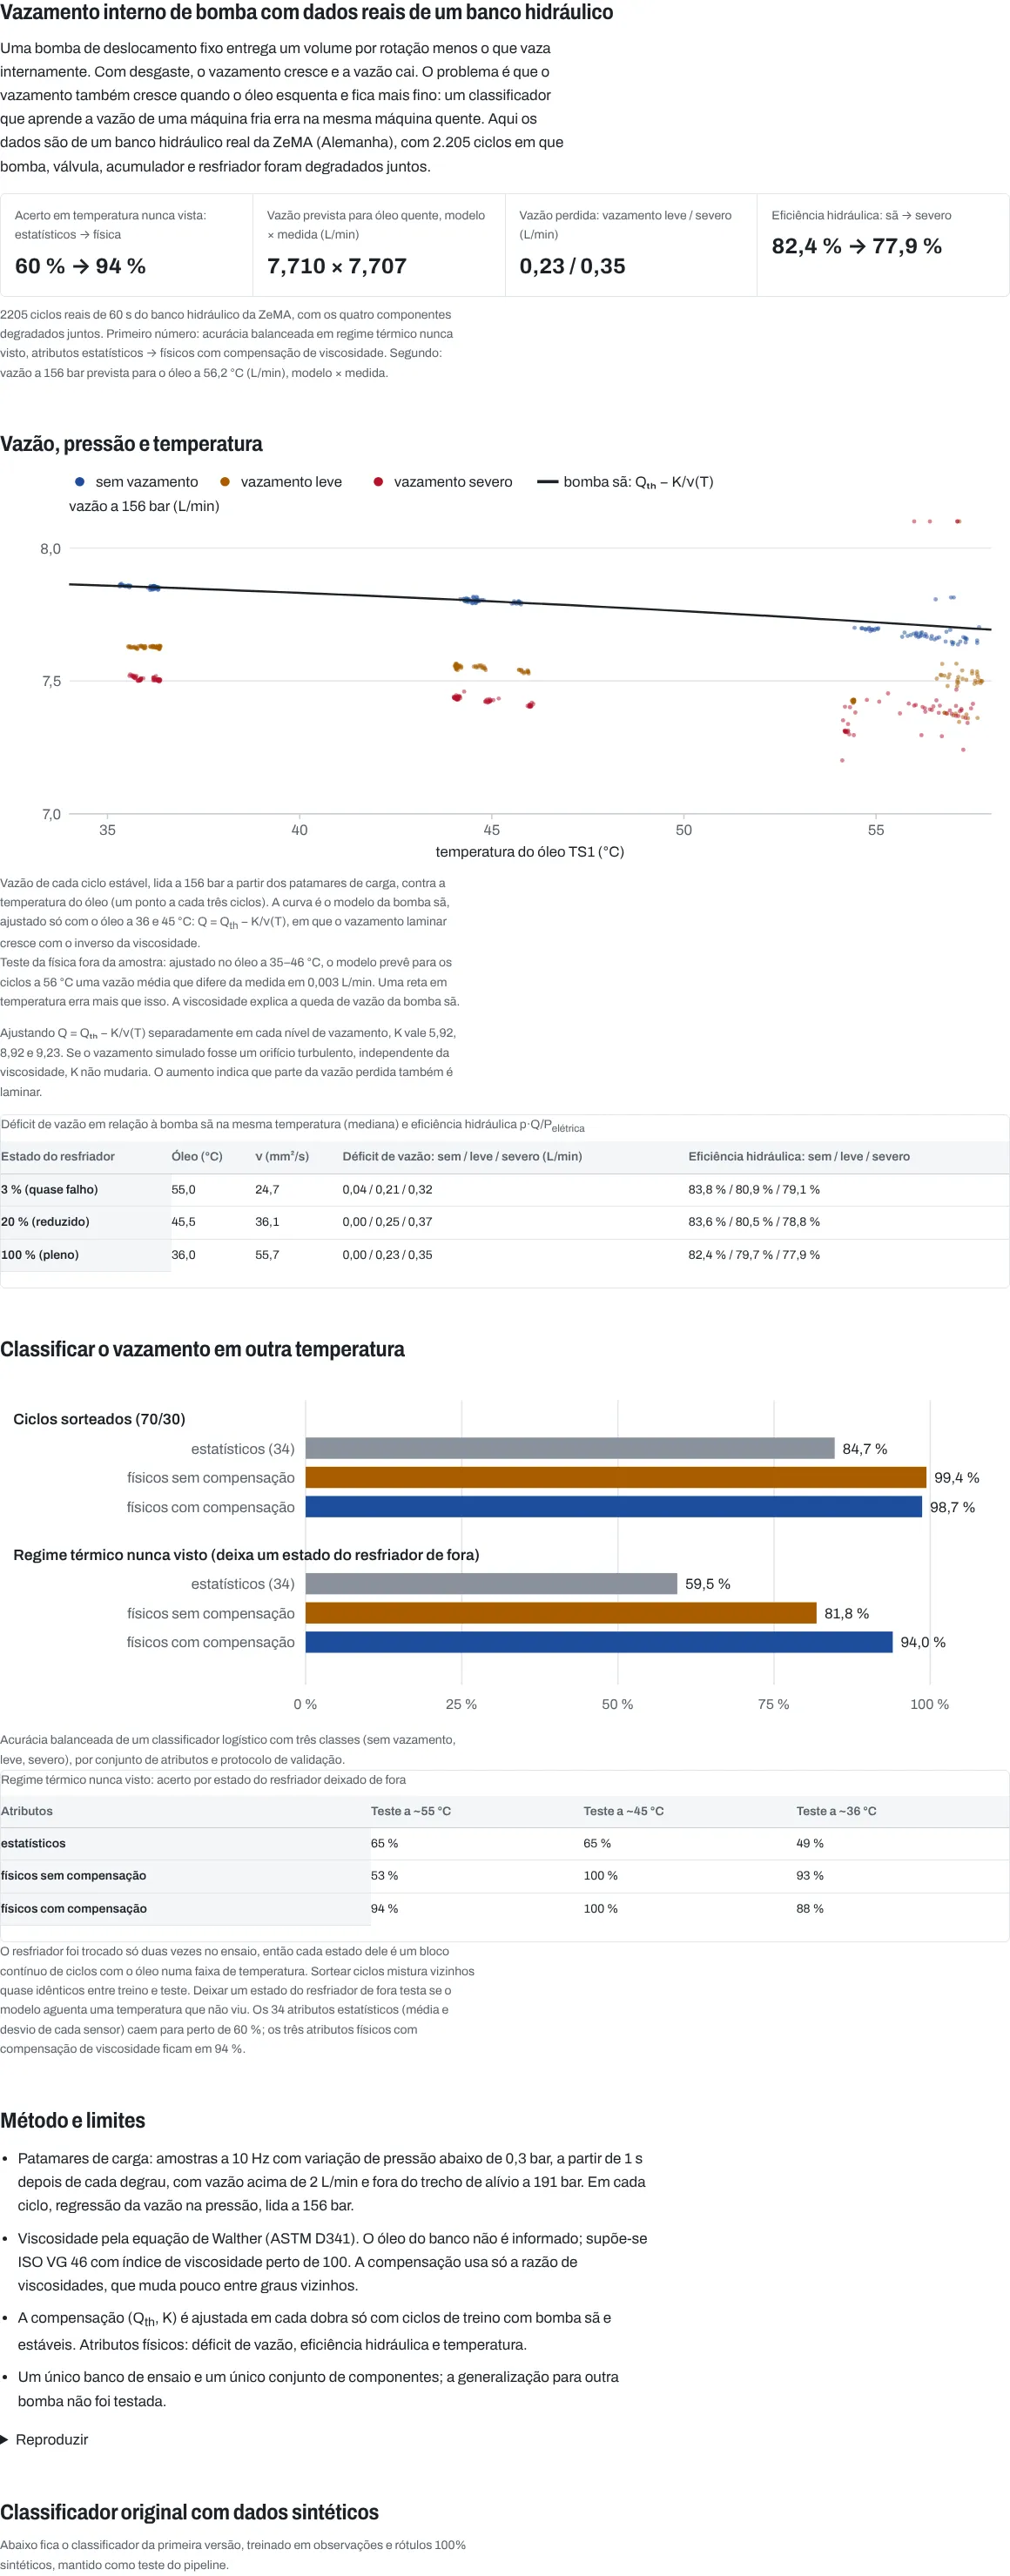 Vazamento interno de bomba com dados reais de um banco hidráulico
Uma bomba de deslocamento fixo entrega um volume por rotação menos o que vaza
internamente. Com desgaste, o vazamento cresce e a vazão cai. O problema é que o
vazamento também cresce quando o óleo esquenta e fica mais fino: um classificador
que aprende a vazão de uma máquina fria erra na mesma máquina quente. Aqui os
dados são de um banco hidráulico real da ZeMA (Alemanha), com 2.205 ciclos em que
bomba, válvula, acumulador e resfriador foram degradados juntos.
Acerto em temperatura nunca vista:
estatísticos → física
60 % → 94 %
Vazão prevista para óleo quente, modelo
× medida (L/min)
7,710 × 7,707
Vazão perdida: vazamento leve / severo
(L/min)
0,23 / 0,35
Eficiência hidráulica: sã → severo
82,4 % → 77,9 %
2205 ciclos reais de 60 s do banco hidráulico da ZeMA, com os quatro componentes
degradados juntos. Primeiro número: acurácia balanceada em regime térmico nunca
visto, atributos estatísticos → físicos com compensação de viscosidade. Segundo:
vazão a 156 bar prevista para o óleo a 56,2 °C (L/min), modelo × medida.
Vazão, pressão e temperatura
sem vazamento vazamento leve vazamento severo bomba sã: Qₜₕ − K/ν(T)
vazão a 156 bar (L/min)
8,0
7,5
7,0
35 40 45 50 55
temperatura do óleo TS1 (°C)
Vazão de cada ciclo estável, lida a 156 bar a partir dos patamares de carga, contra a
temperatura do óleo (um ponto a cada três ciclos). A curva é o modelo da bomba sã,
ajustado só com o óleo a 36 e 45 °C: Q = Qth − K/ν(T), em que o vazamento laminar
cresce com o inverso da viscosidade.
Teste da física fora da amostra: ajustado no óleo a 35–46 °C, o modelo prevê para os
ciclos a 56 °C uma vazão média que difere da medida em 0,003 L/min. Uma reta em
temperatura erra mais que isso. A viscosidade explica a queda de vazão da bomba sã.
Ajustando Q = Qₜₕ − K/ν(T) separadamente em cada nível de vazamento, K vale 5,92,
8,92 e 9,23. Se o vazamento simulado fosse um orifício turbulento, independente da
viscosidade, K não mudaria. O aumento indica que parte da vazão perdida também é
laminar.
Déficit de vazão em relação à bomba sã na mesma temperatura (mediana) e eficiência hidráulica p·Q/Pelétrica
Estado do resfriador Óleo (°C) ν (mm²/s) Déficit de vazão: sem / leve / severo (L/min) Eficiência hidráulica: sem / leve / severo
3 % (quase falho) 55,0 24,7 0,04 / 0,21 / 0,32 83,8 % / 80,9 % / 79,1 %
20 % (reduzido) 45,5 36,1 0,00 / 0,25 / 0,37 83,6 % / 80,5 % / 78,8 %
100 % (pleno) 36,0 55,7 0,00 / 0,23 / 0,35 82,4 % / 79,7 % / 77,9 %
Classificar o vazamento em outra temperatura
Ciclos sorteados (70/30)
estatísticos (34) 84,7 %
físicos sem compensação 99,4 %
físicos com compensação 98,7 %
Regime térmico nunca visto (deixa um estado do resfriador de fora)
estatísticos (34) 59,5 %
físicos sem compensação 81,8 %
físicos com compensação 94,0 %
0 % 25 % 50 % 75 % 100 %
Acurácia balanceada de um classificador logístico com três classes (sem vazamento,
leve, severo), por conjunto de atributos e protocolo de validação.
Regime térmico nunca visto: acerto por estado do resfriador deixado de fora
Atributos Teste a ~55 °C Teste a ~45 °C Teste a ~36 °C
estatísticos 65 % 65 % 49 %
físicos sem compensação 53 % 100 % 93 %
físicos com compensação 94 % 100 % 88 %
O resfriador foi trocado só duas vezes no ensaio, então cada estado dele é um bloco
contínuo de ciclos com o óleo numa faixa de temperatura. Sortear ciclos mistura vizinhos
quase idênticos entre treino e teste. Deixar um estado do resfriador de fora testa se o
modelo aguenta uma temperatura que não viu. Os 34 atributos estatísticos (média e
desvio de cada sensor) caem para perto de 60 %; os três atributos físicos com
compensação de viscosidade ficam em 94 %.
Método e limites
• Patamares de carga: amostras a 10 Hz com variação de pressão abaixo de 0,3 bar, a partir de 1 s
depois de cada degrau, com vazão acima de 2 L/min e fora do trecho de alívio a 191 bar. Em cada
ciclo, regressão da vazão na pressão, lida a 156 bar.
• Viscosidade pela equação de Walther (ASTM D341). O óleo do banco não é informado; supõe-se
ISO VG 46 com índice de viscosidade perto de 100. A compensação usa só a razão de
viscosidades, que muda pouco entre graus vizinhos.
• A compensação (Qth, K) é ajustada em cada dobra só com ciclos de treino com bomba sã e
estáveis. Atributos físicos: déficit de vazão, eficiência hidráulica e temperatura.
• Um único banco de ensaio e um único conjunto de componentes; a generalização para outra
bomba não foi testada.
▶ Reproduzir
Classificador original com dados sintéticos
Abaixo fica o classificador da primeira versão, treinado em observações e rótulos 100%
sintéticos, mantido como teste do pipeline.